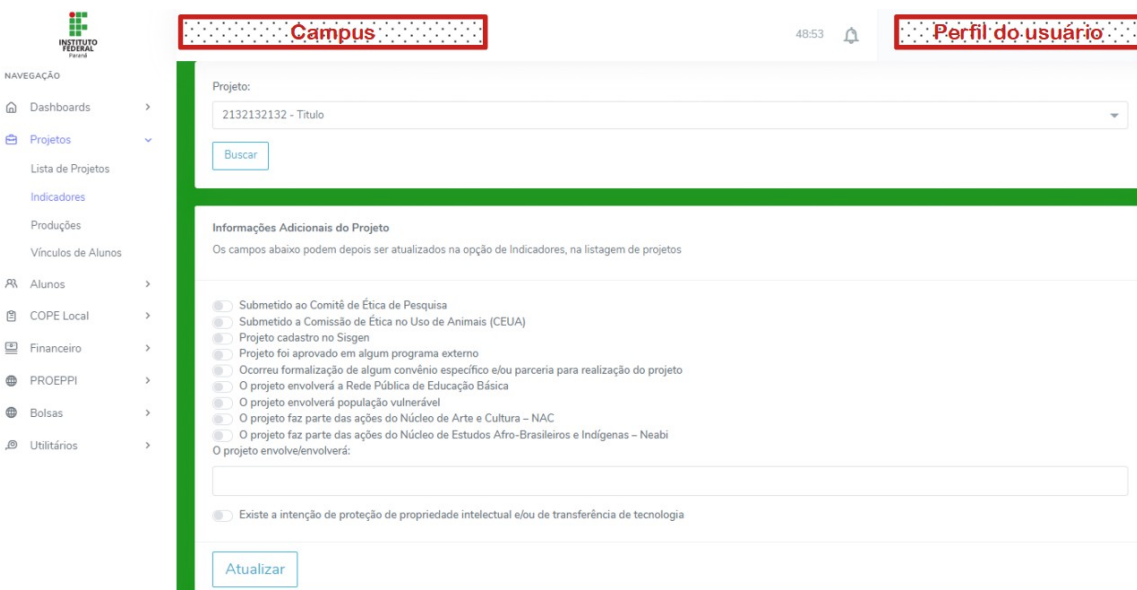 INSTITUTO
FEDERAL
Paraná
Campus
48:53
Perfil do usuário
NAVEGAÇÃO
Dashboards
Projetos
Lista de Projetos
Indicadores
Produções
Vínculos de Alunos
Alunos
COPE Local
Financeiro
PROEPPI
Bolsas
Utilitários
Projeto:
2132132132 - Titulo
Buscar
Informações Adicionais do Projeto
Os campos abaixo podem depois ser atualizados na opção de Indicadores, na listagem de projetos
Submetido ao Comitê de Ética de Pesquisa
Submetido a Comissão de Ética no Uso de Animais (CEUA)
Projeto cadastro no Sisgen
Projeto foi aprovado em algum programa externo
Ocorreu formalização de algum convênio específico e/ou parceria para realização do projeto
O projeto envolverá a Rede Pública de Educação Básica
O projeto envolverá população vulnerável
O projeto faz parte das ações do Núcleo de Arte e Cultura – NAC
O projeto faz parte das ações do Núcleo de Estudos Afro-Brasileiros e Indígenas – Neabi
O projeto envolve/envolverá:
Existe a intenção de proteção de propriedade intelectual e/ou de transferência de tecnologia
Atualizar